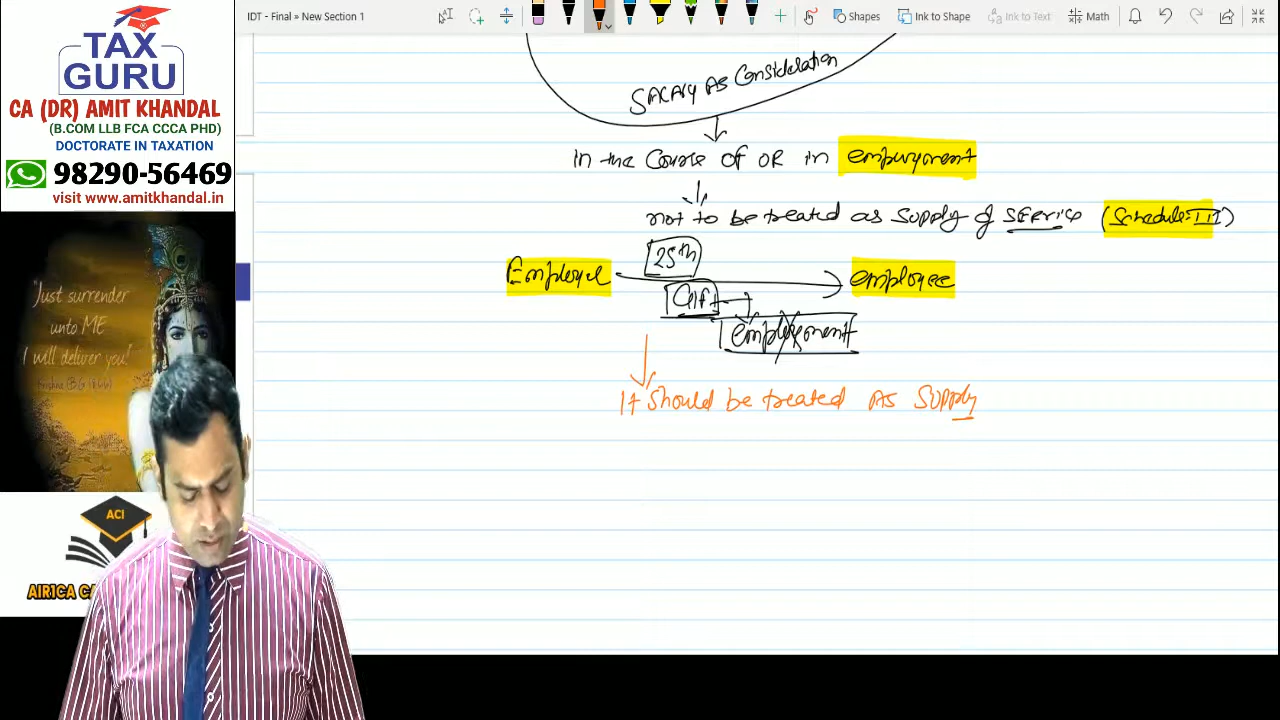 IDT - Final » New Section 1
Shapes
Ink to Shape
Ink to Text
Math
TAX
GURU
CA (DR) AMIT KHANDAL
(B.COM LLB FCA CCCA PHD)
DOCTORATE IN TAXATION
98290-56469
visit www.amitkhandal.in
"Just surrender
unto ME
I will deliver you!"
ACI
SALARY AS Consideration
In the Course of OR in employment
not to be treated as supply of service (Schedule-III)
25th
employee
Gift
employment
It should be treated AS Supply